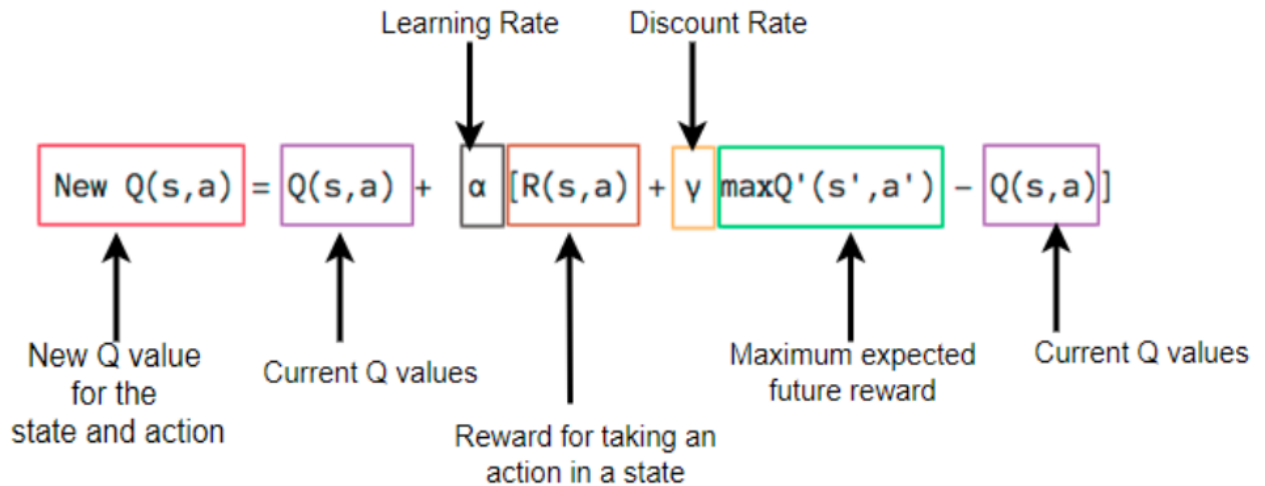 Learning Rate
Discount Rate
New Q(s,a) = Q(s,a) + α [R(s,a) + γ maxQ'(s',a') - Q(s,a)]
New Q value
for the
state and action
Current Q values
Reward for taking an
action in a state
Maximum expected
future reward
Current Q values